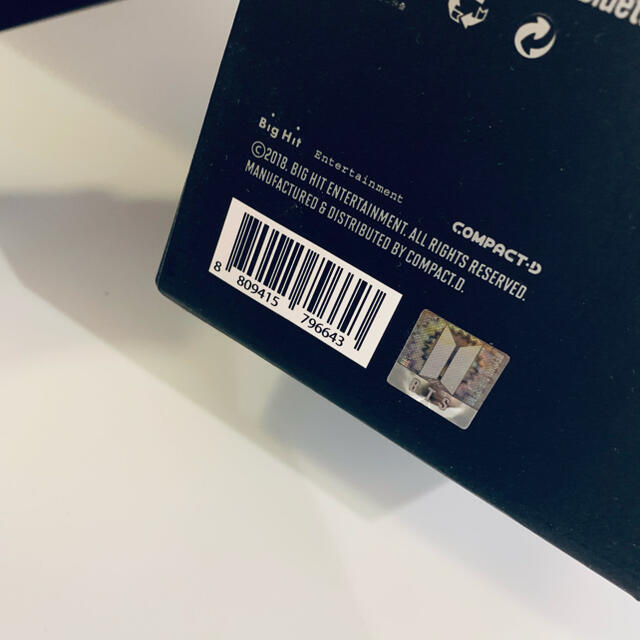 Big Hit
Entertainment
©2018. BIG HIT ENTERTAINMENT. ALL RIGHTS RESERVED.
MANUFACTURED & DISTRIBUTED BY COMPACT.D.
COMPACT·D
8 809415 796643
BTS